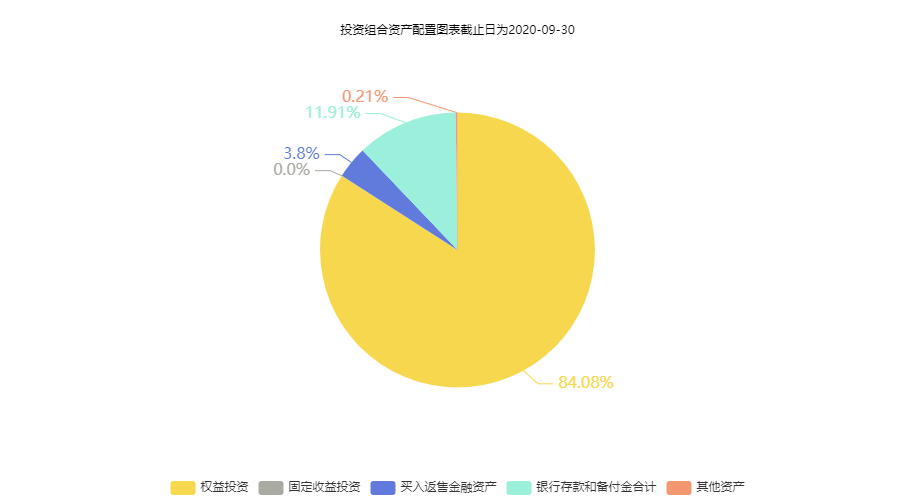 投资组合资产配置图表截止日为2020-09-30
0.21%
11.91%
3.8%
0.0%
84.08%
权益投资 固定收益投资 买入返售金融资产 银行存款和备付金合计 其他资产